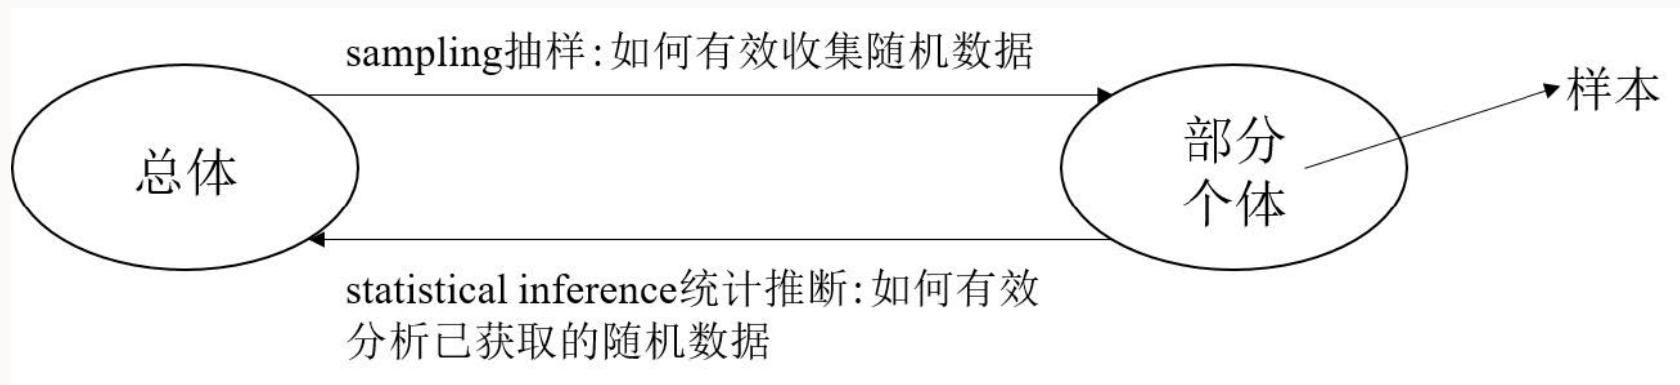 sampling抽样:如何有效收集随机数据
总体
部分
个体
样本
statistical inference统计推断:如何有效
分析已获取的随机数据